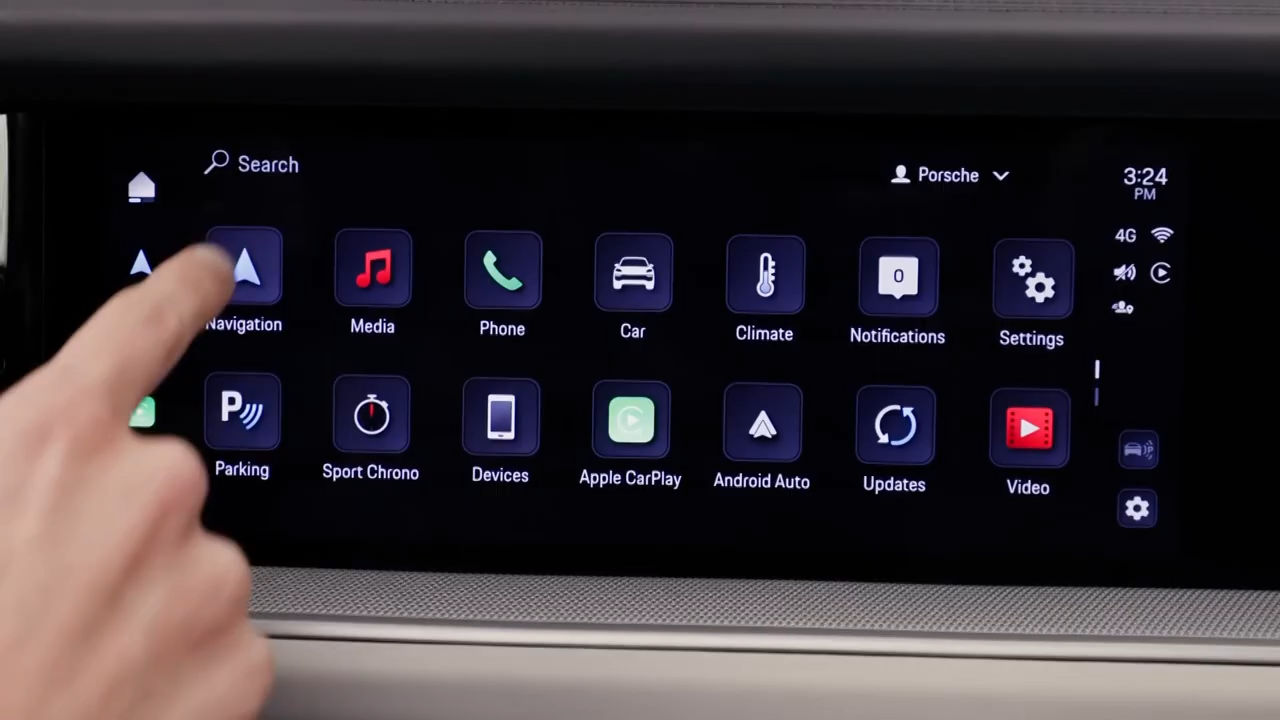 Search
Porsche
3:24
PM
4G
0
Navigation
Media
Phone
Car
Climate
Notifications
Settings
P
Parking
Sport Chrono
Devices
Apple CarPlay
Android Auto
Updates
Video
P